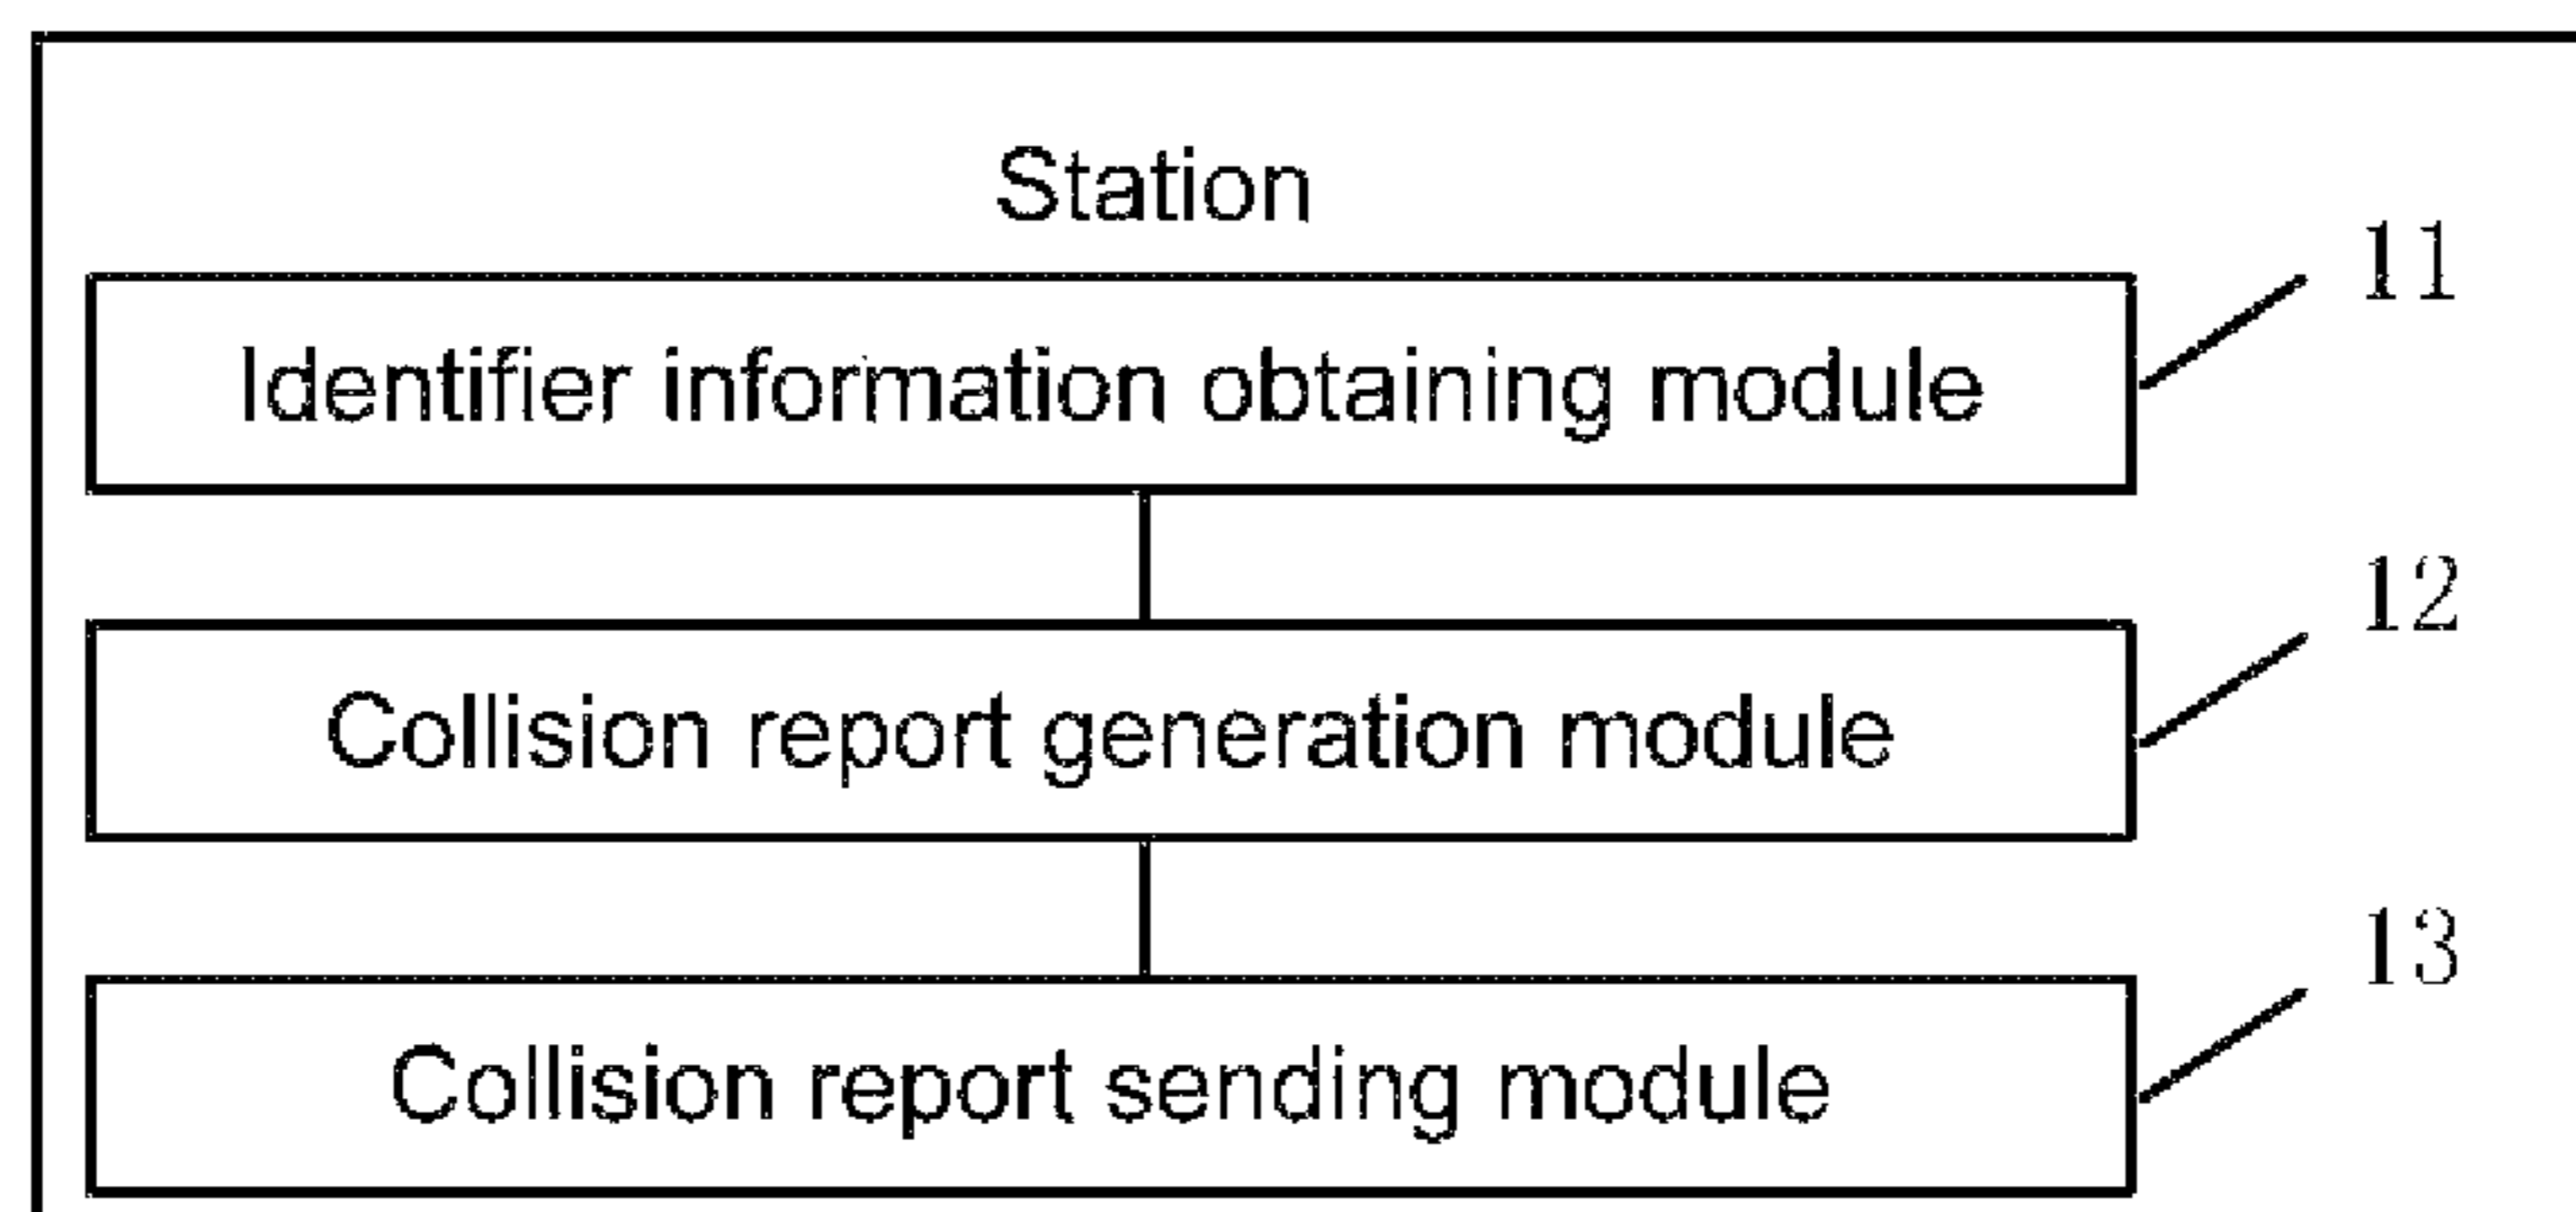 Station
11
Identifier information obtaining module
12
Collision report generation module
13
Collision report sending module